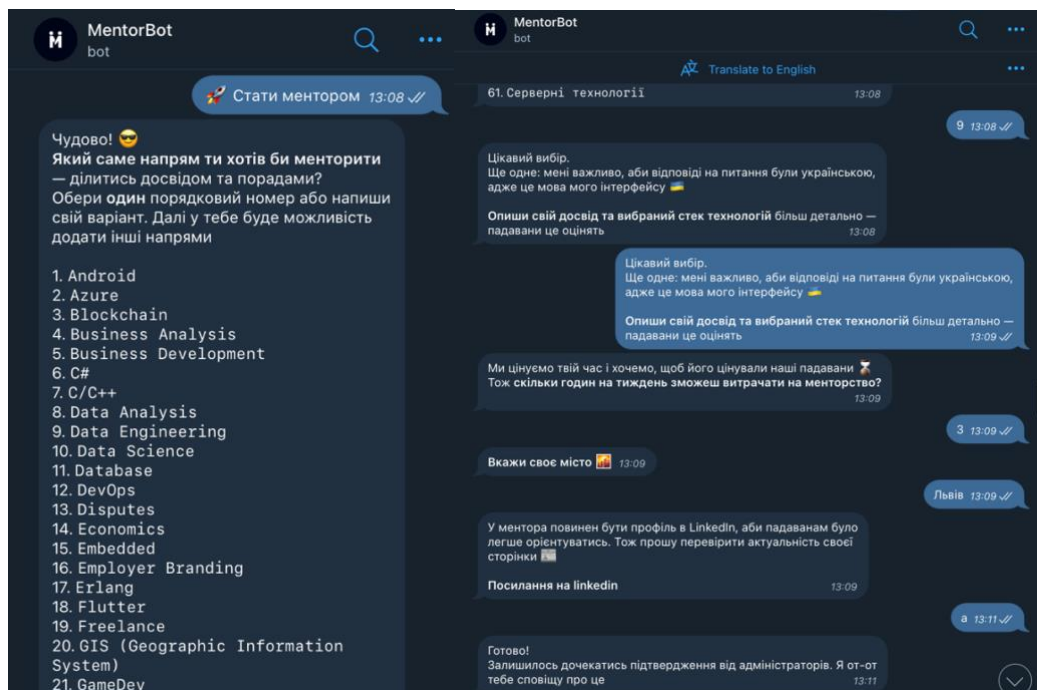 MentorBot
bot
🚀 Стати ментором 13:08
Чудово! 😎
Який саме напрям ти хотів би менторити
— ділитись досвідом та порадами?
Обери один порядковий номер або напиши
свій варіант. Далі у тебе буде можливість
додати інші напрями
1. Android
2. Azure
3. Blockchain
4. Business Analysis
5. Business Development
6. C#
7. C/C++
8. Data Analysis
9. Data Engineering
10. Data Science
11. Database
12. DevOps
13. Disputes
14. Economics
15. Embedded
16. Employer Branding
17. Erlang
18. Flutter
19. Freelance
20. GIS (Geographic Information
System)
21. GameDev
MentorBot
bot
Translate to English
61. Серверні технології 13:08
9 13:08
Цікавий вибір.
Ще одне: мені важливо, аби відповіді на питання були українською,
адже це мова мого інтерфейсу 🇺🇦
Опиши свій досвід та вибраний стек технологій більш детально —
падавани це оцінять 13:08
Цікавий вибір.
Ще одне: мені важливо, аби відповіді на питання були українською,
адже це мова мого інтерфейсу 🇺🇦
Опиши свій досвід та вибраний стек технологій більш детально —
падавани це оцінять 13:09
Ми цінуємо твій час і хочемо, щоб його цінували наші падавани ⏳
Тож скільки годин на тиждень зможеш витрачати на менторство?
13:09
3 13:09
Вкажи своє місто 🌇 13:09
Львів 13:09
У ментора повинен бути профіль в LinkedIn, аби падаванам було
легше орієнтуватись. Тож прошу перевірити актуальність своєї
сторінки 📰
Посилання на linkedin 13:09
а 13:11
Готово!
Залишилось дочекатись підтвердження від адміністраторів. Я от-от
тебе сповіщу про це 13:11